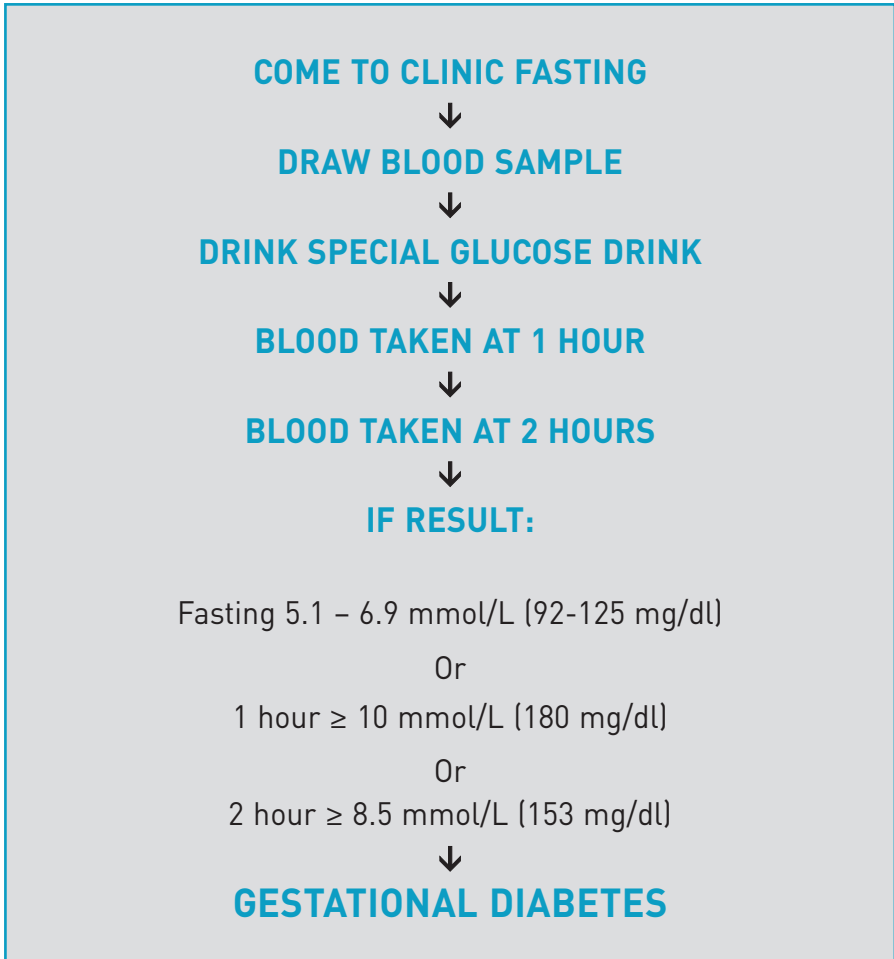 COME TO CLINIC FASTING
↓
DRAW BLOOD SAMPLE
↓
DRINK SPECIAL GLUCOSE DRINK
↓
BLOOD TAKEN AT 1 HOUR
↓
BLOOD TAKEN AT 2 HOURS
↓
IF RESULT:
Fasting 5.1 – 6.9 mmol/L (92-125 mg/dl)
Or
1 hour ≥ 10 mmol/L (180 mg/dl)
Or
2 hour ≥ 8.5 mmol/L (153 mg/dl)
↓
GESTATIONAL DIABETES